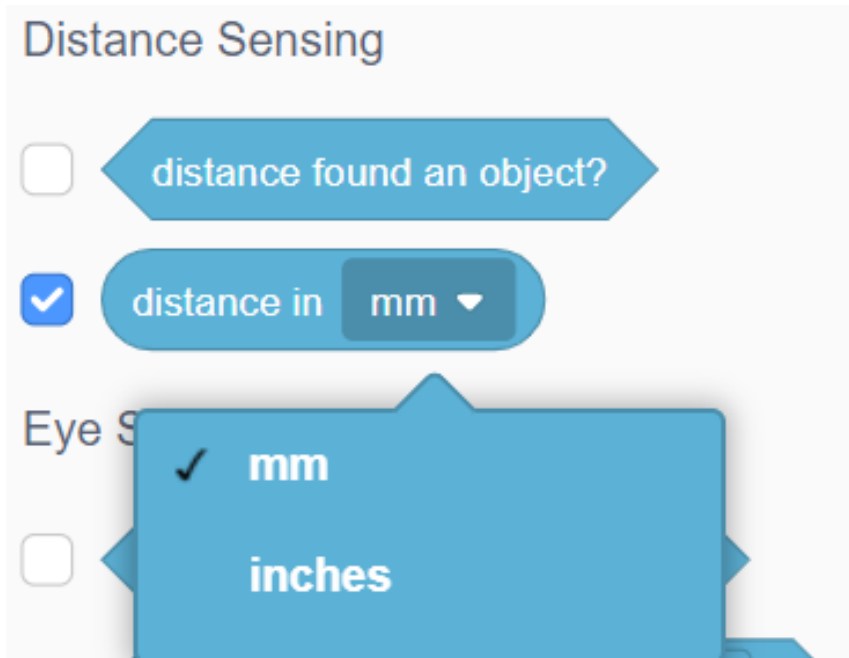 Distance Sensing
distance found an object?
distance in mm
Eye
mm
inches